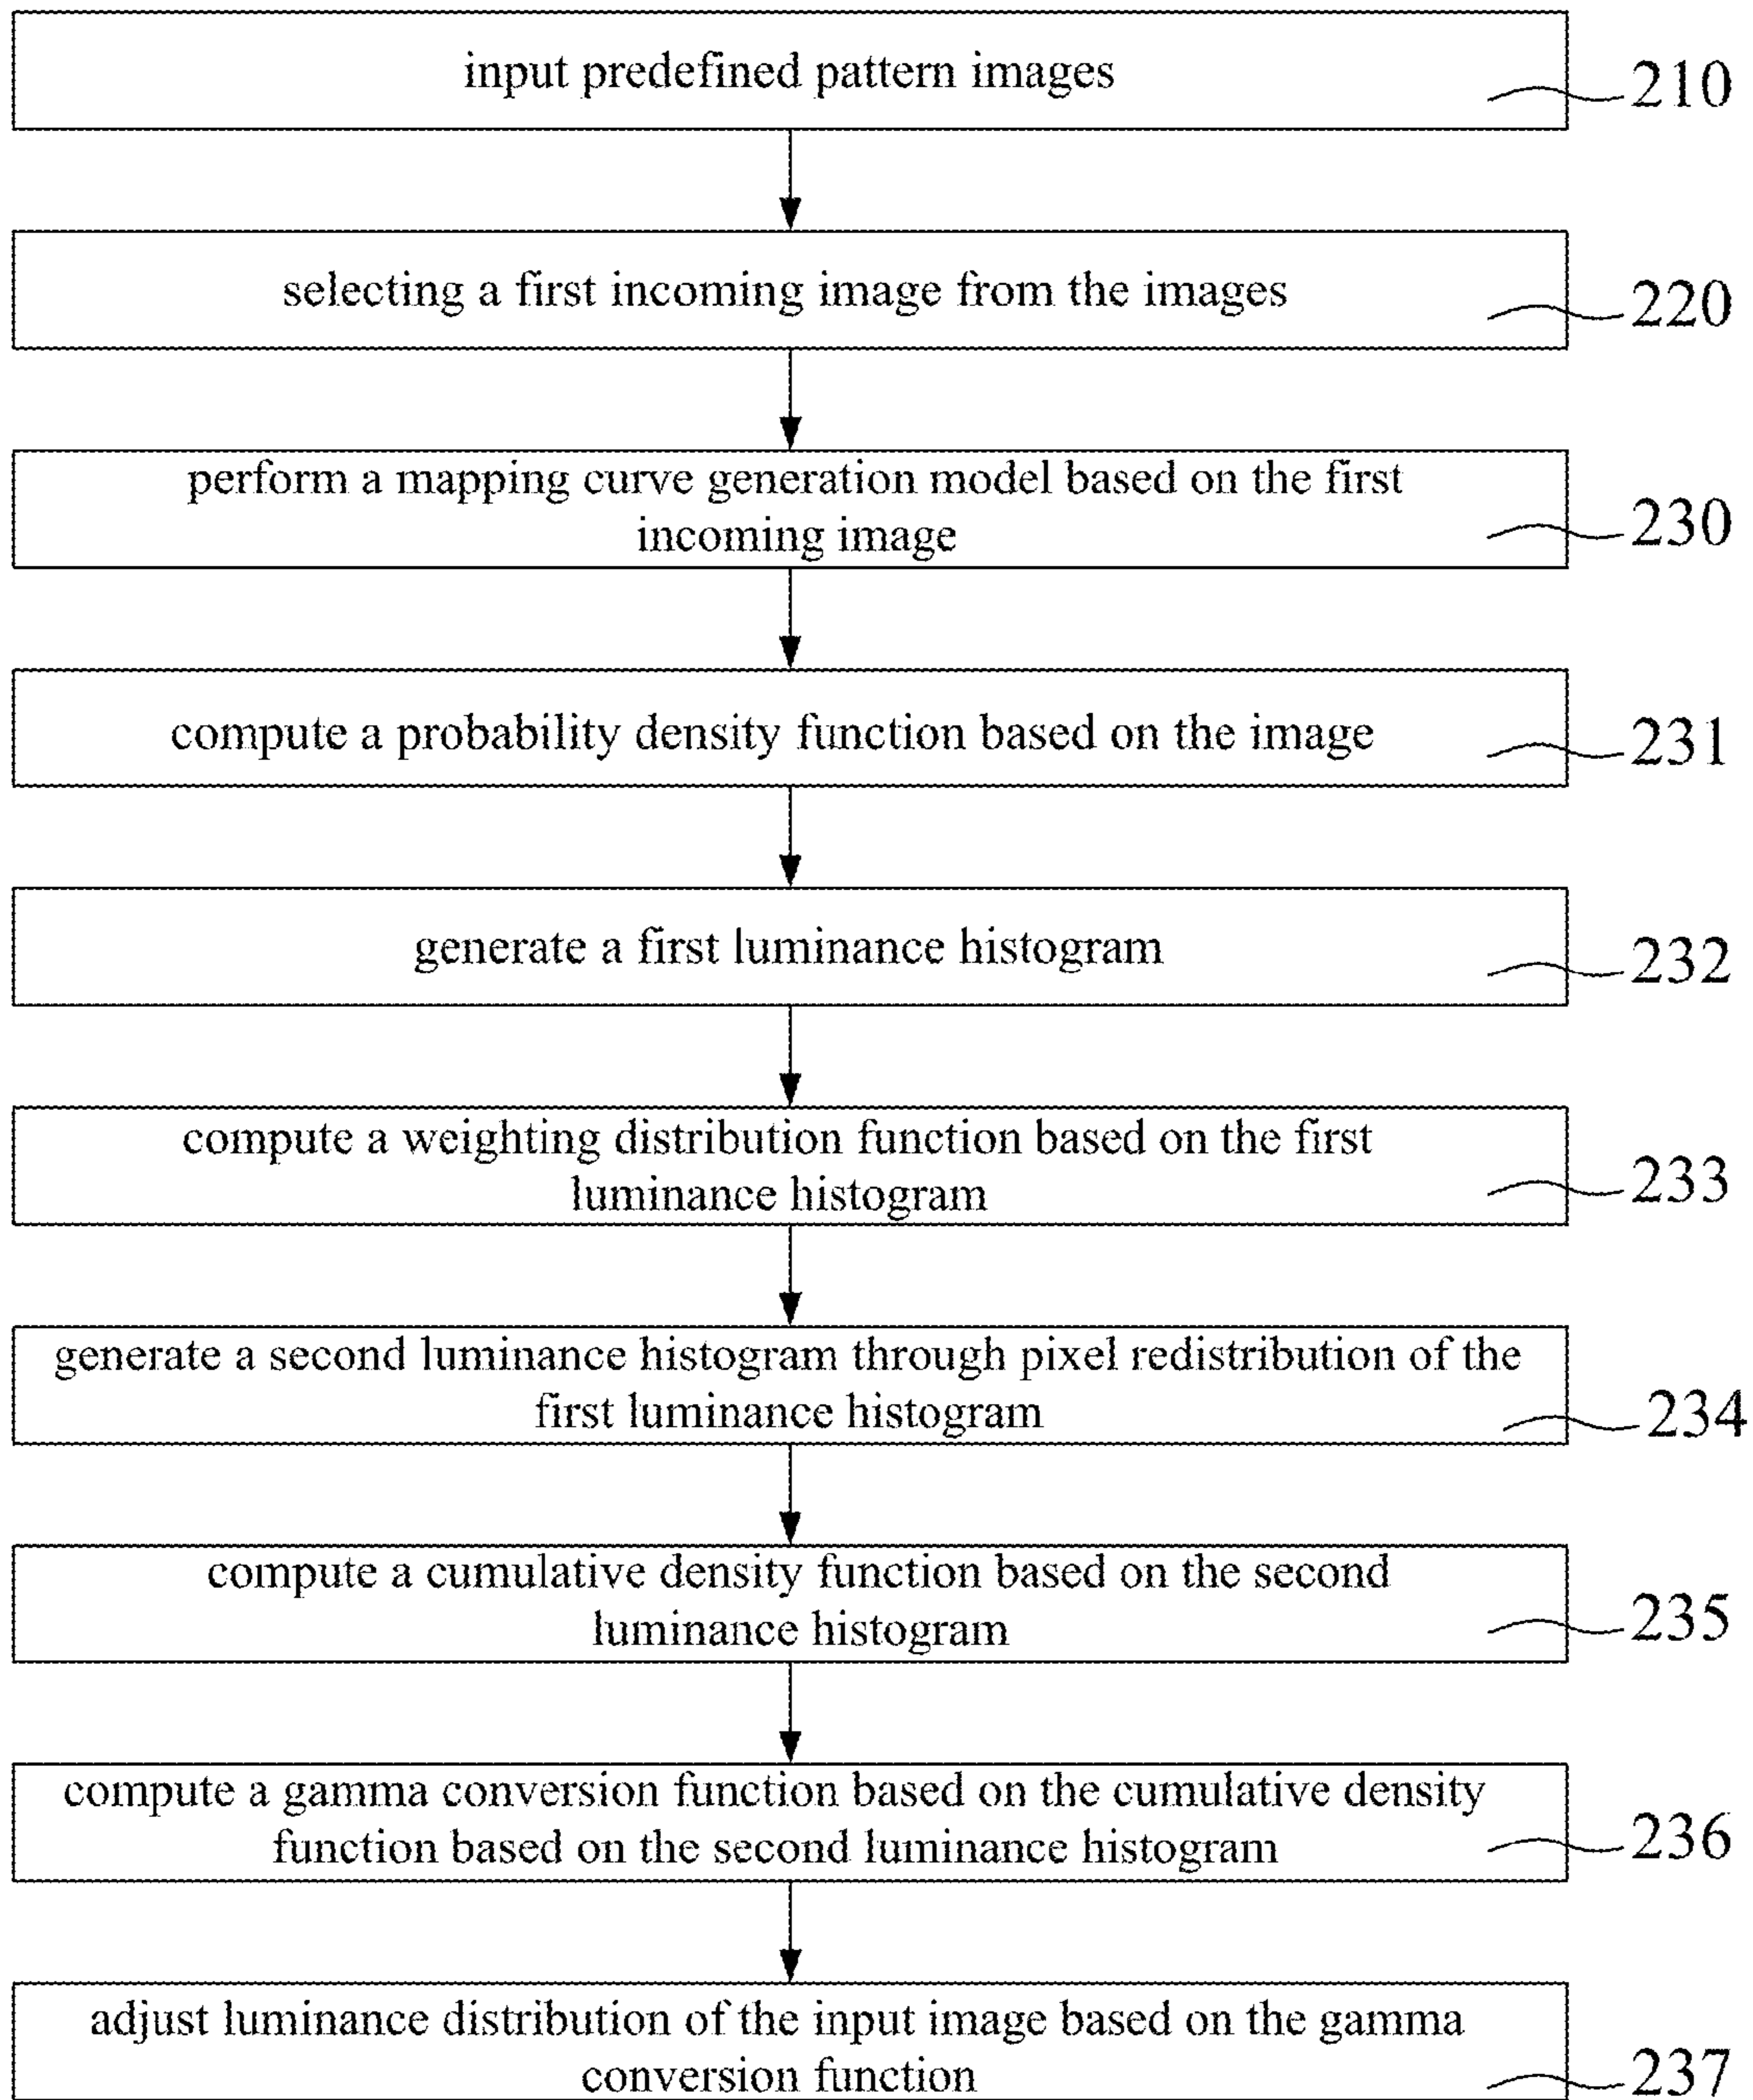 input predefined pattern images
210
selecting a first incoming image from the images
220
perform a mapping curve generation model based on the first
incoming image
230
compute a probability density function based on the image
231
generate a first luminance histogram
232
compute a weighting distribution function based on the first
luminance histogram
233
generate a second luminance histogram through pixel redistribution of the
first luminance histogram
234
compute a cumulative density function based on the second
luminance histogram
235
compute a gamma conversion function based on the cumulative density
function based on the second luminance histogram
236
adjust luminance distribution of the input image based on the gamma
conversion function
237